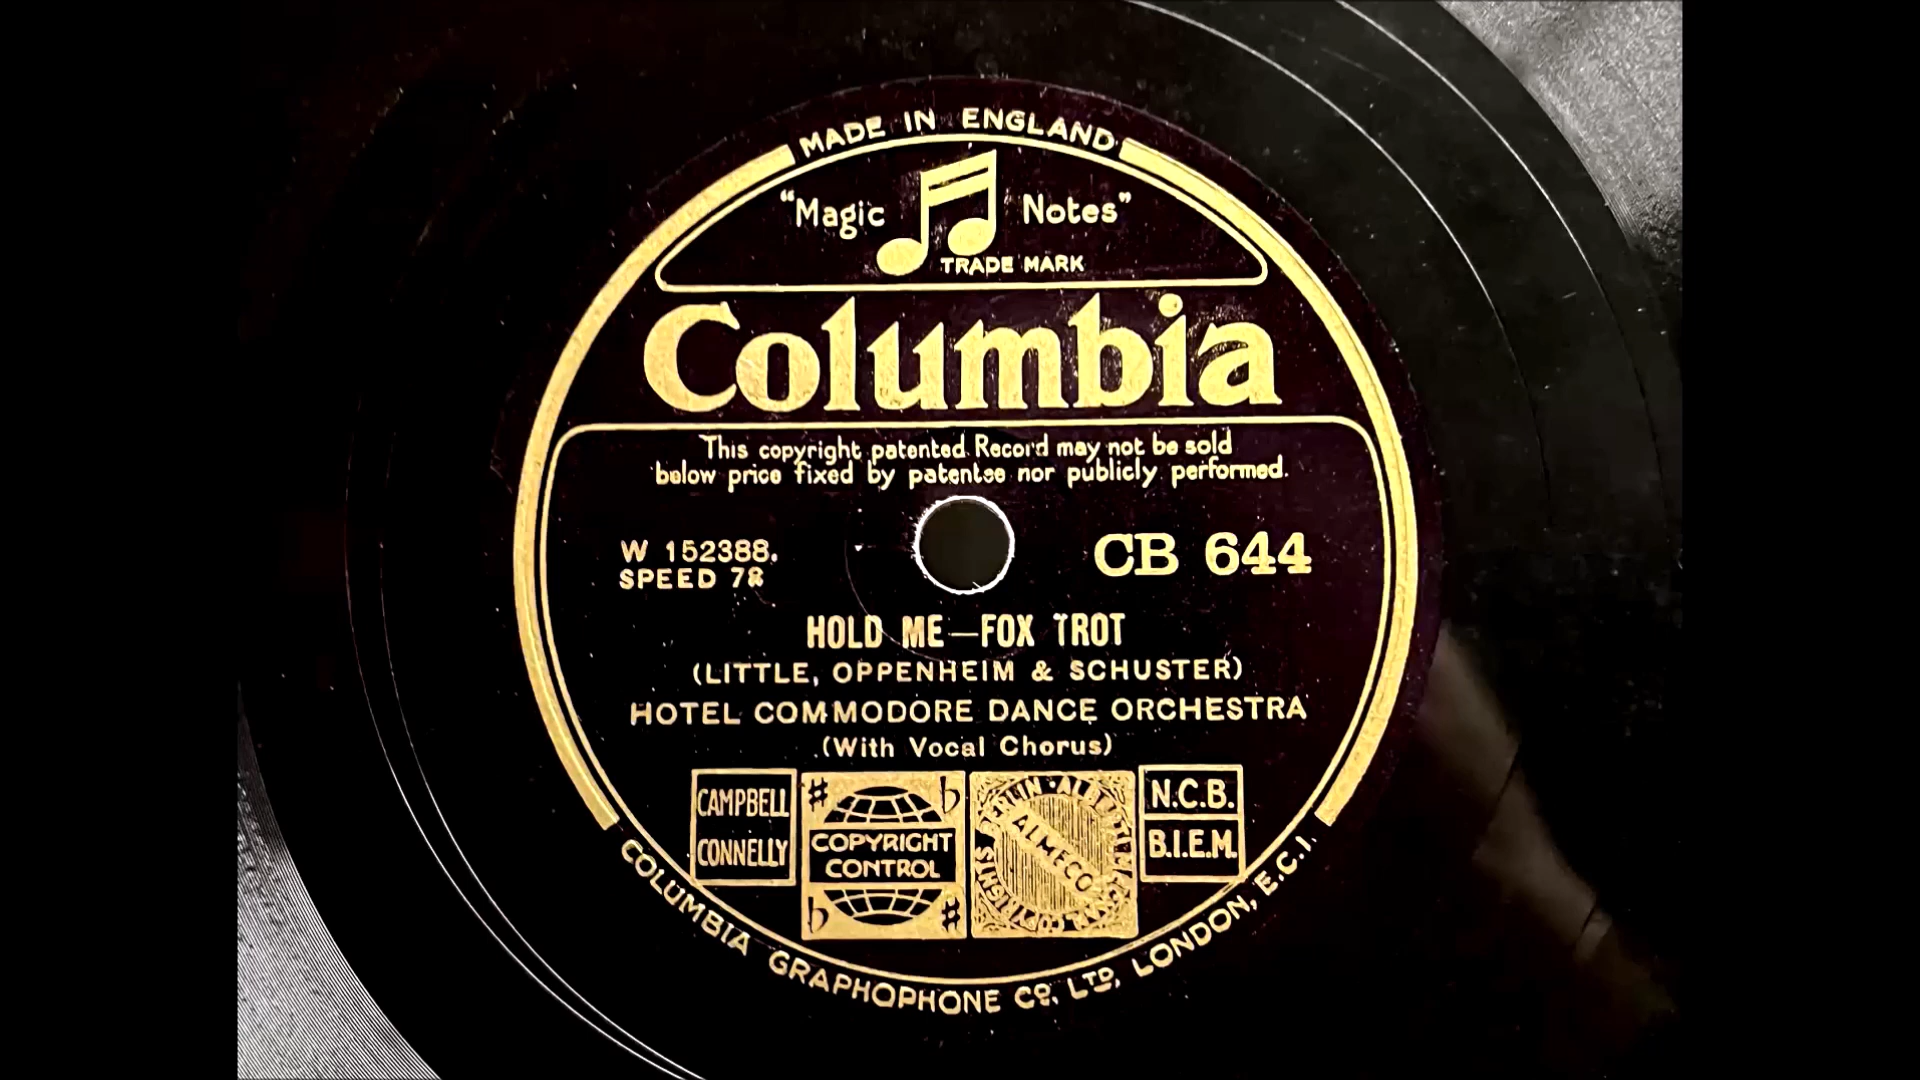 MADE IN ENGLAND
"Magic Notes"
TRADE MARK
Columbia
This copyright patented Record may not be sold
below price fixed by patentee nor publicly performed.
W 152388.
SPEED 78
CB 644
HOLD ME—FOX TROT
(LITTLE, OPPENHEIM & SCHUSTER)
HOTEL COMMODORE DANCE ORCHESTRA
(With Vocal Chorus)
CAMPBELL
CONNELLY
♯ ♭
COPYRIGHT
CONTROL
♭ ♯
ALMECO
BERLIN
COPYRIGHTS
N.C.B.
B.I.E.M.
COLUMBIA GRAPHOPHONE Co. LTD. LONDON, E.C.1.